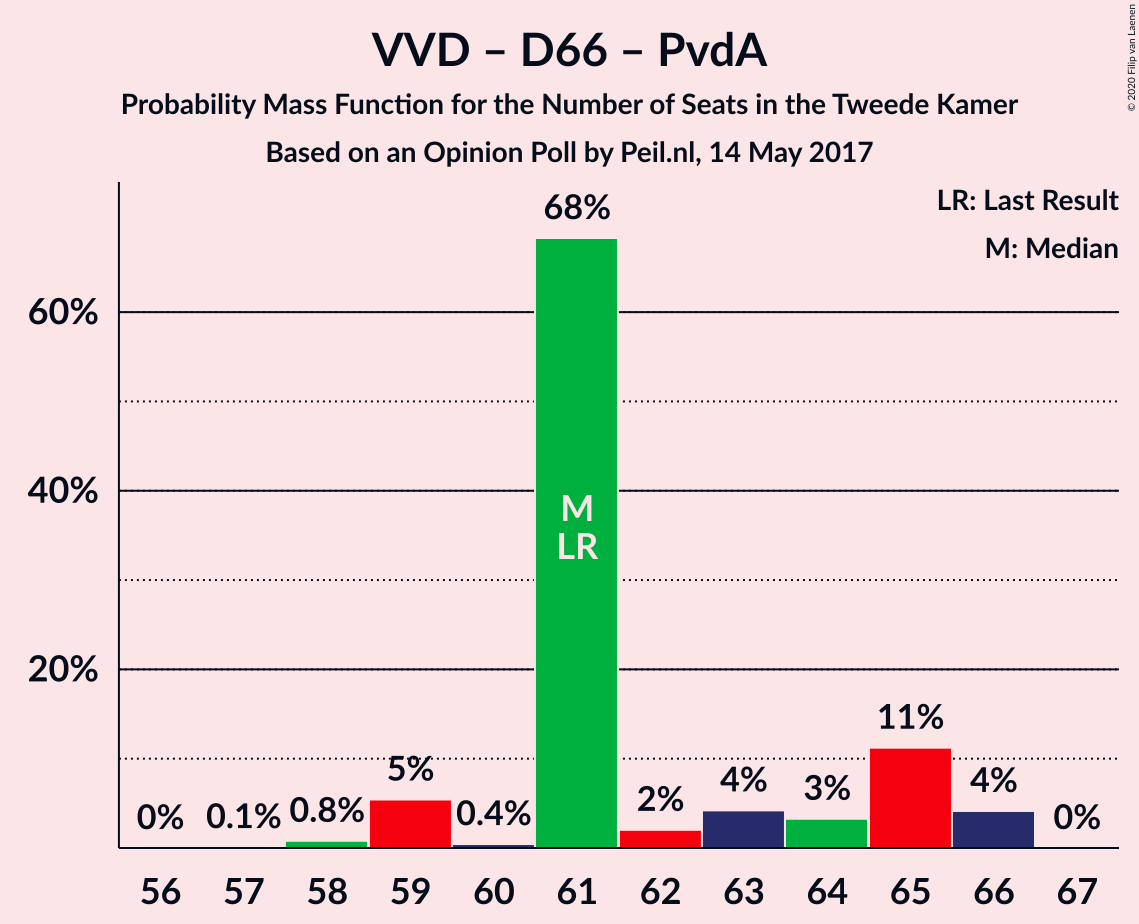 VVD – D66 – PvdA
Probability Mass Function for the Number of Seats in the Tweede Kamer
Based on an Opinion Poll by Peil.nl, 14 May 2017
© 2020 Filip van Laenen
LR: Last Result
M: Median
60%
40%
20%
0%
0.1%
0.8%
5%
0.4%
68%
M
LR
2%
4%
3%
11%
4%
0%
56 57 58 59 60 61 62 63 64 65 66 67